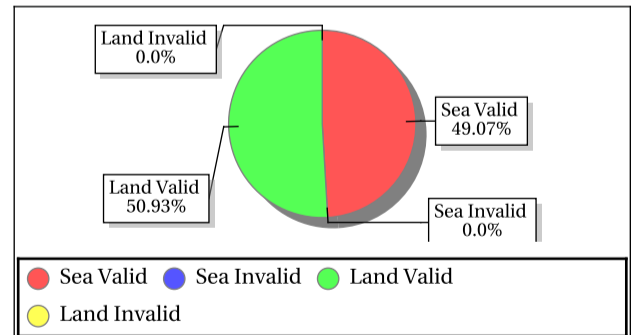 Land Invalid
0.0%
Sea Valid
49.07%
Land Valid
50.93%
Sea Invalid
0.0%
Sea Valid Sea Invalid Land Valid
Land Invalid